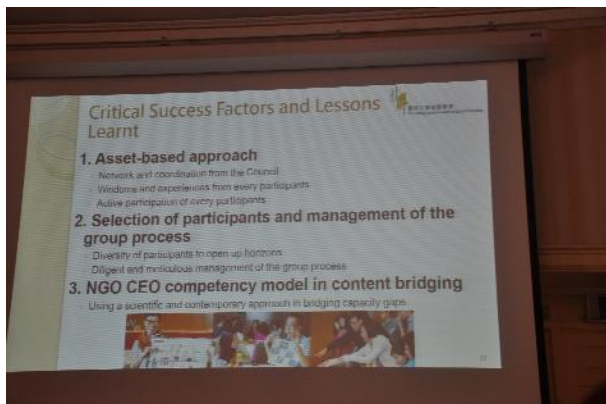 Critical Success Factors and Lessons
Learnt
1. Asset-based approach
Network and coordination from the Council
Windoms and experiences from every participants
Active participation of every participants
2. Selection of participants and management of the
group process
Diversity of participants to open up horizons
Diligent and meticulous management of the group process
3. NGO CEO competency model in content bridging
Using a scientific and contemporary approach in bridging capacity gaps